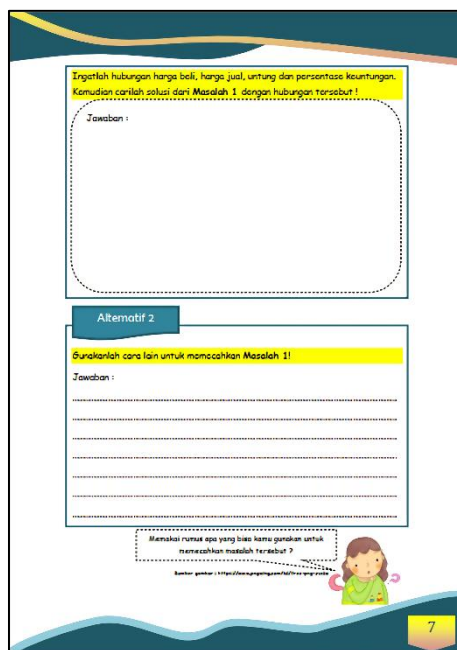 Ingatlah hubungan harga beli, harga jual, untung dan persentase keuntungan.
Kemudian carilah solusi dari Masalah 1 dengan hubungan tersebut !
Jawaban :
Alternatif 2
Gunakanlah cara lain untuk memecahkan Masalah 1!
Jawaban :
Memakai rumus apa yang bisa kamu gunakan untuk
memecahkan masalah tersebut ?
Sumber gambar :
7